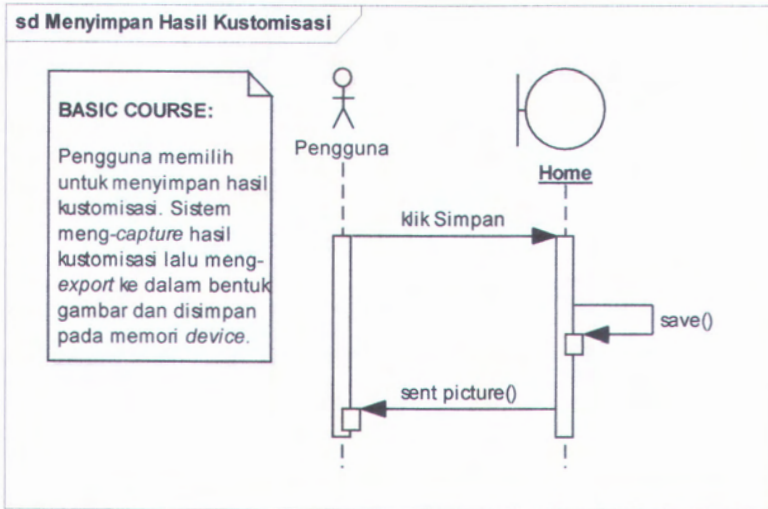 sd Menyimpan Hasil Kustomisasi
BASIC COURSE:
Pengguna memilih
untuk menyimpan hasil
kustomisasi. Sistem
meng-capture hasil
kustomisasi lalu meng-
export ke dalam bentuk
gambar dan disimpan
pada memori device.
Pengguna
Home
klik Simpan
save()
sent picture()